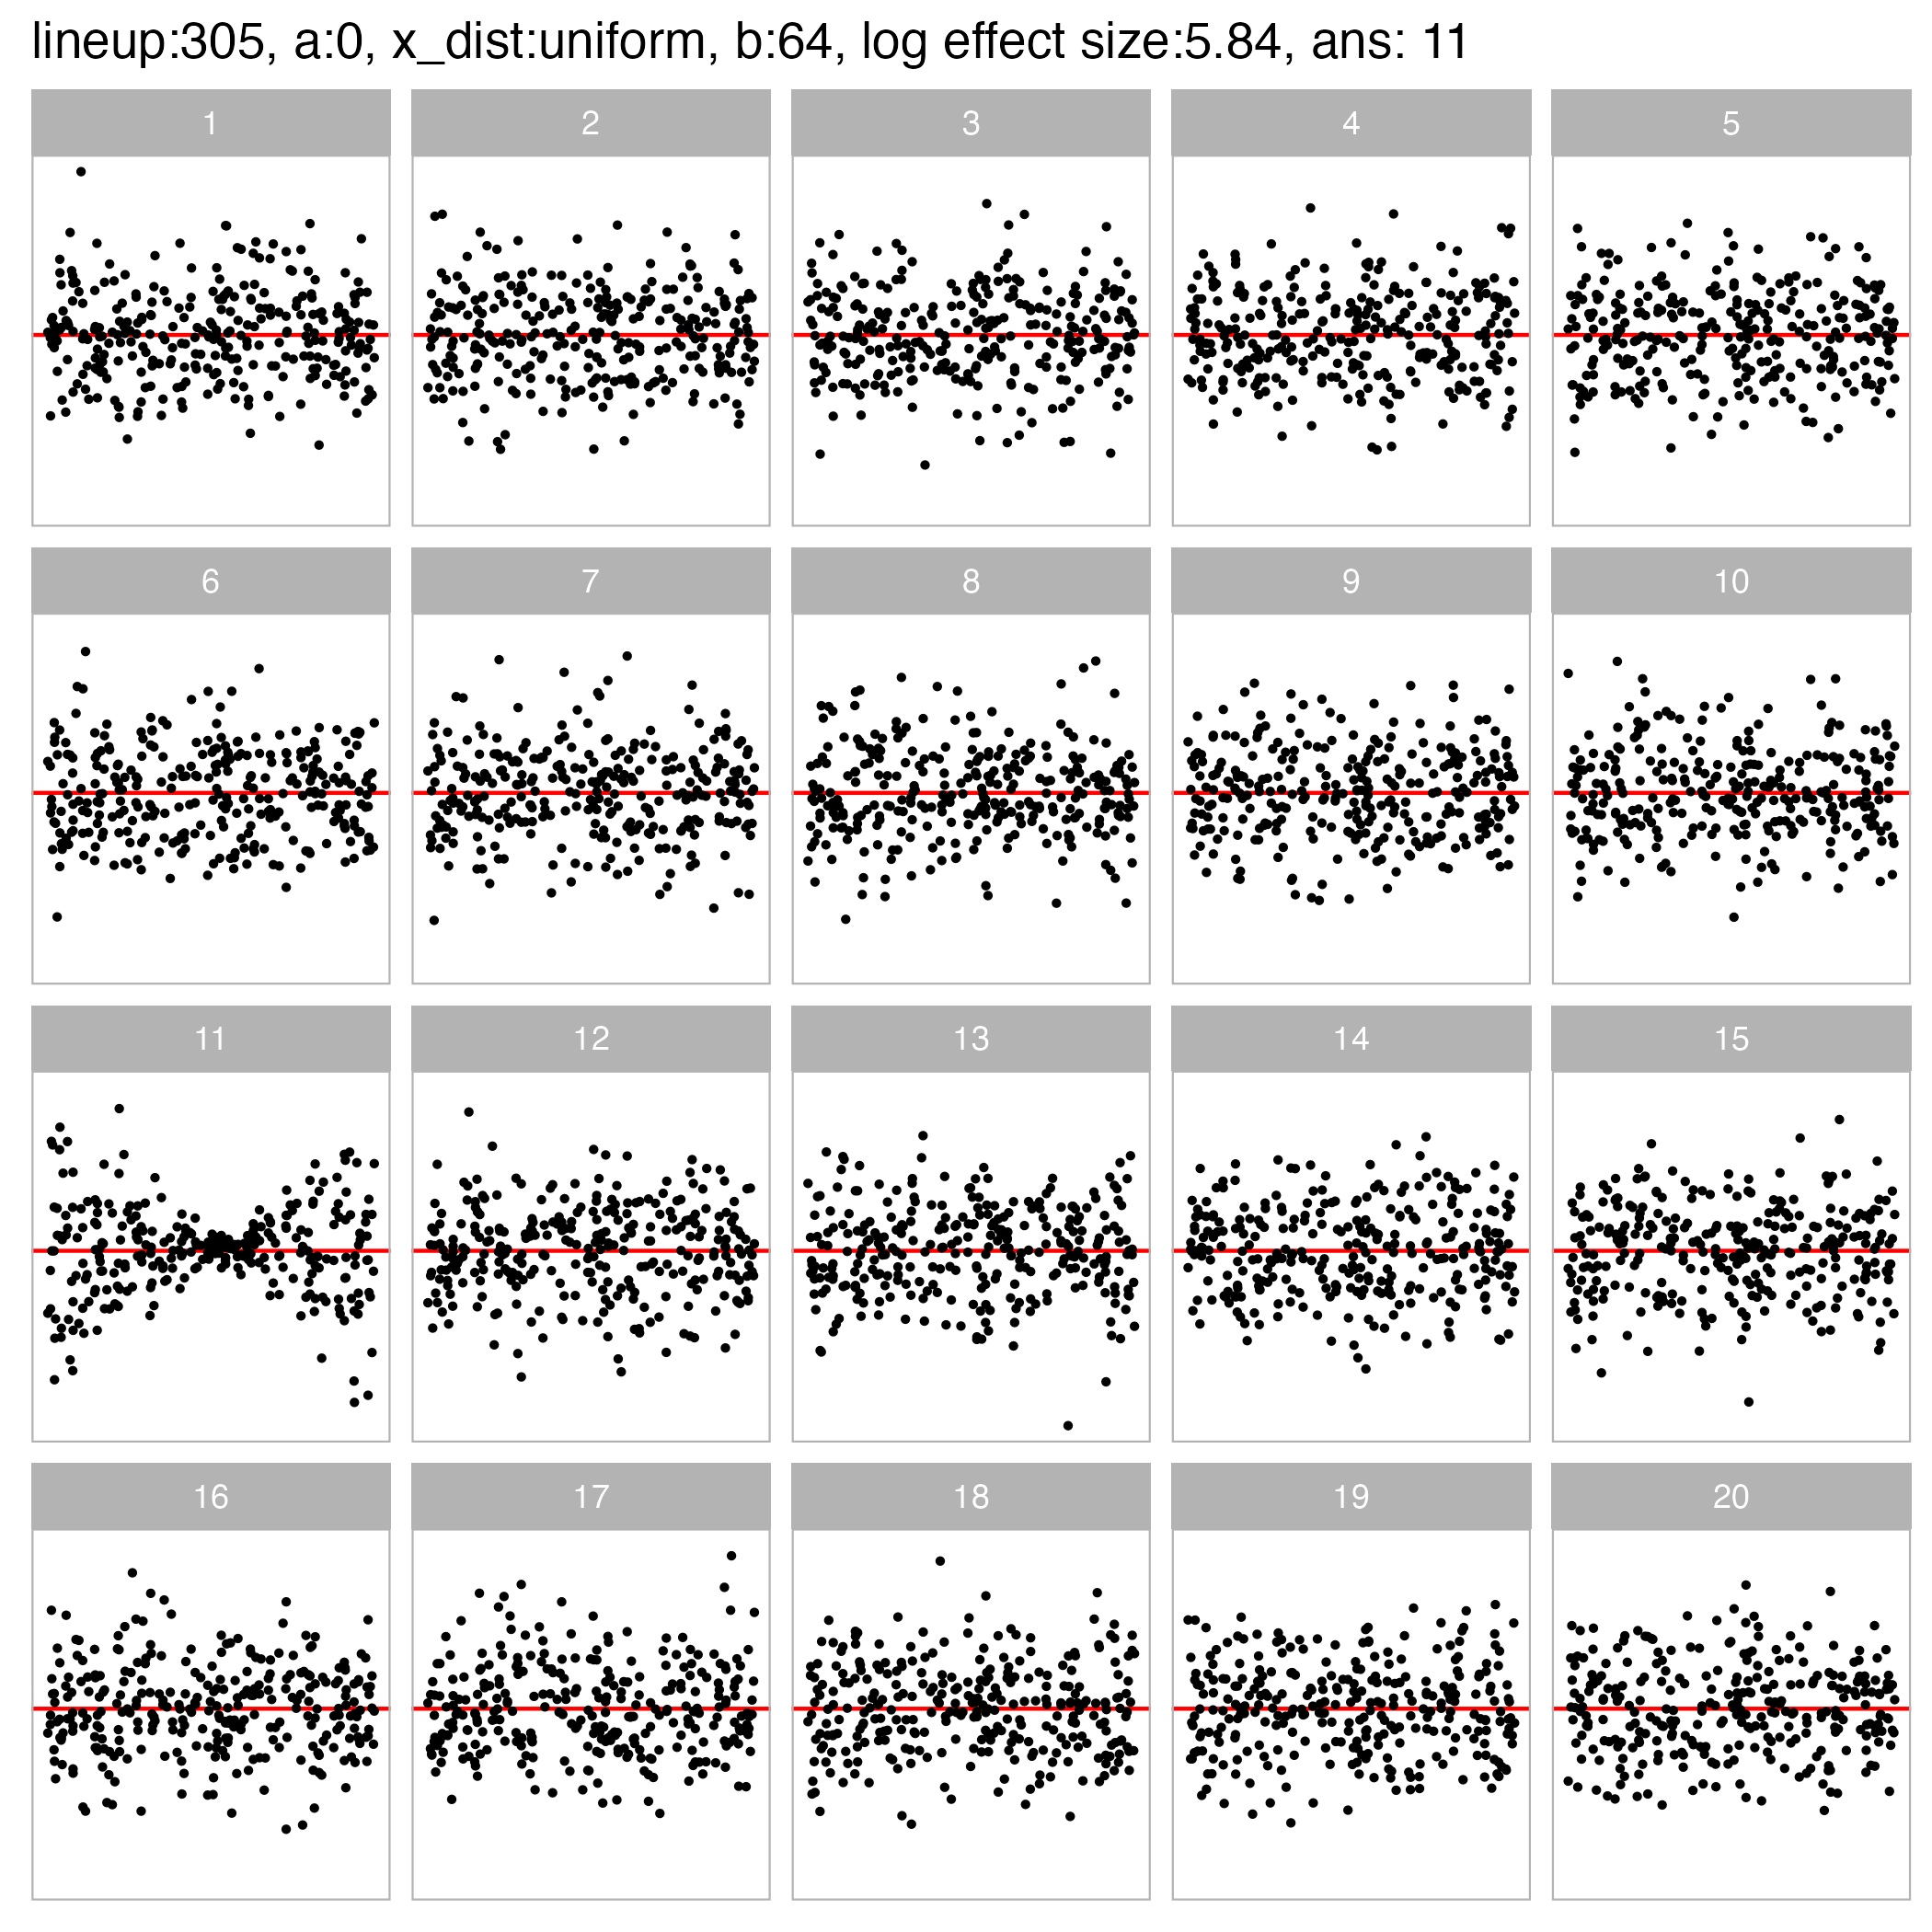 lineup:305, a:0, x_dist:uniform, b:64, log effect size:5.84, ans: 11
1 2 3 4 5
6 7 8 9 10
11 12 13 14 15
16 17 18 19 20